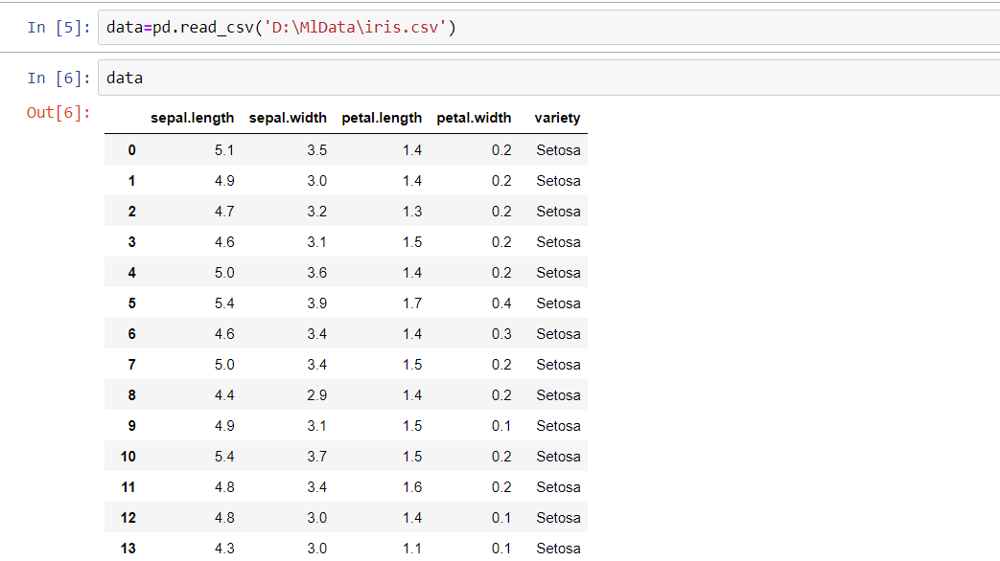 In [5]: data=pd.read_csv('D:\MlData\iris.csv')
In [6]: data
Out[6]:
sepal.length sepal.width petal.length petal.width variety
0 5.1 3.5 1.4 0.2 Setosa
1 4.9 3.0 1.4 0.2 Setosa
2 4.7 3.2 1.3 0.2 Setosa
3 4.6 3.1 1.5 0.2 Setosa
4 5.0 3.6 1.4 0.2 Setosa
5 5.4 3.9 1.7 0.4 Setosa
6 4.6 3.4 1.4 0.3 Setosa
7 5.0 3.4 1.5 0.2 Setosa
8 4.4 2.9 1.4 0.2 Setosa
9 4.9 3.1 1.5 0.1 Setosa
10 5.4 3.7 1.5 0.2 Setosa
11 4.8 3.4 1.6 0.2 Setosa
12 4.8 3.0 1.4 0.1 Setosa
13 4.3 3.0 1.1 0.1 Setosa